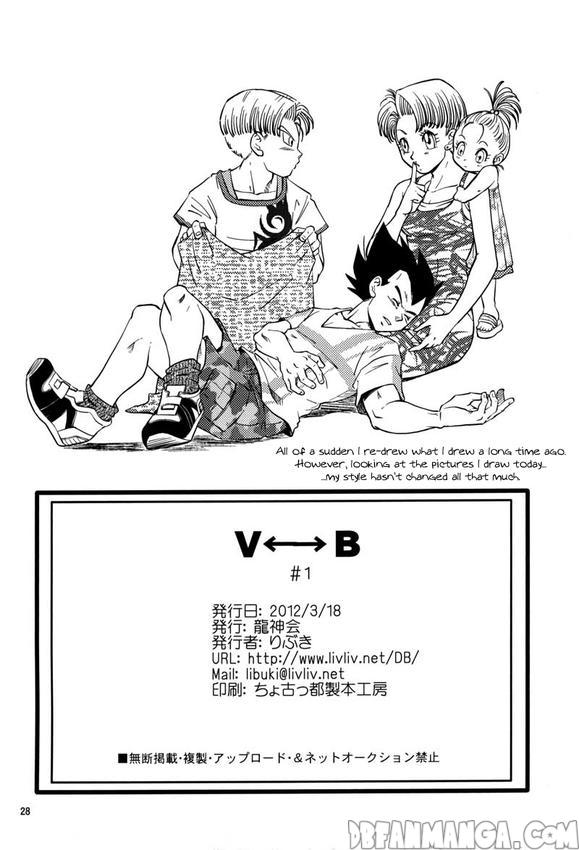 All of a sudden I re-drew what I drew a long time ago.
However, looking at the pictures I draw today...
...my style hasn't changed all that much.
V←→B
#1
発行日: 2012/3/18
発行: 龍神会
発行者: りぶき
URL: http://www.livliv.net/DB/
Mail: libuki@livliv.net
印刷: ちょ古っ都製本工房
■無断掲載・複製・アップロード・&ネットオークション禁止
28
DBFANMANGA.COM